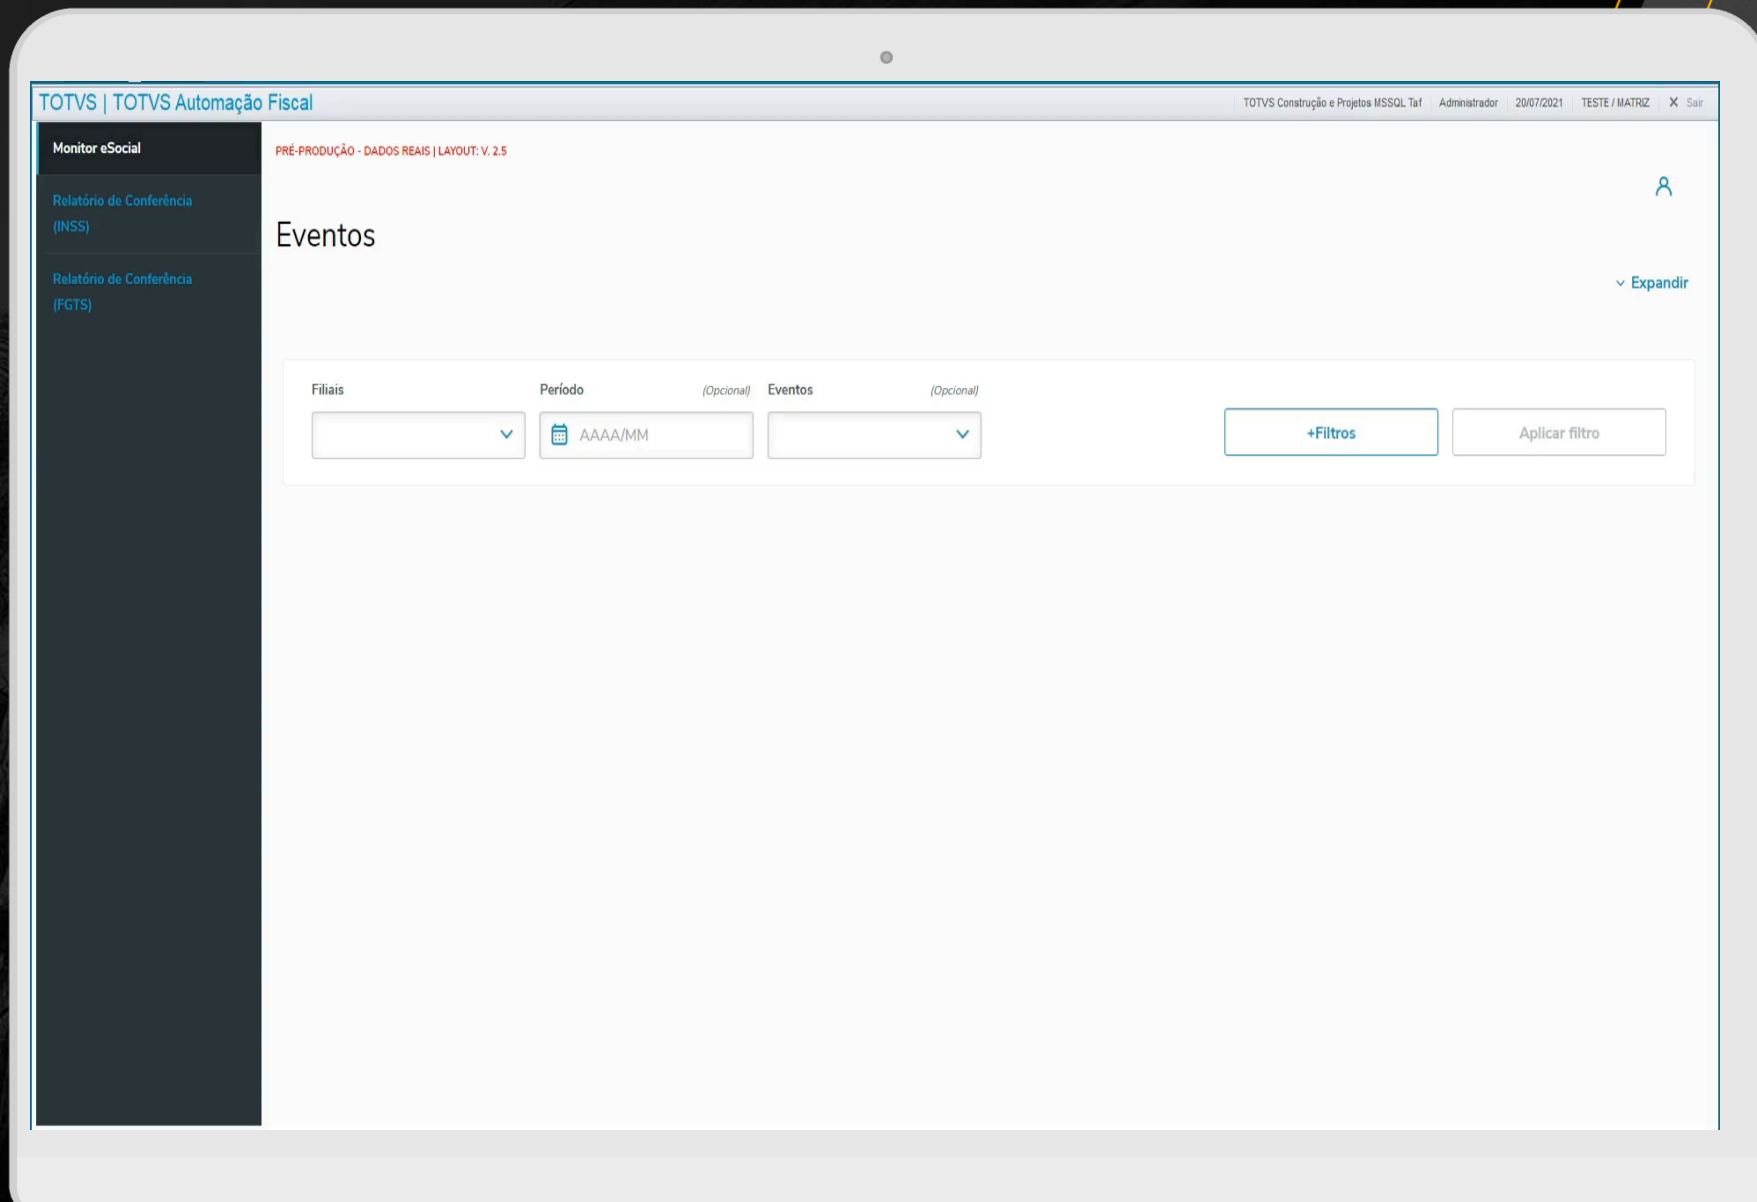 TOTVS | TOTVS Automação Fiscal
TOTVS Construção e Projetos MSSQL Taf Administrador 20/07/2021 TESTE / MATRIZ X Sair
Monitor eSocial
Relatório de Conferência
(INSS)
Relatório de Conferência
(FGTS)
PRÉ-PRODUÇÃO - DADOS REAIS | LAYOUT: V. 2.5
Eventos
Expandir
Filiais Período (Opcional) Eventos (Opcional)
AAAA/MM
+Filtros Aplicar filtro